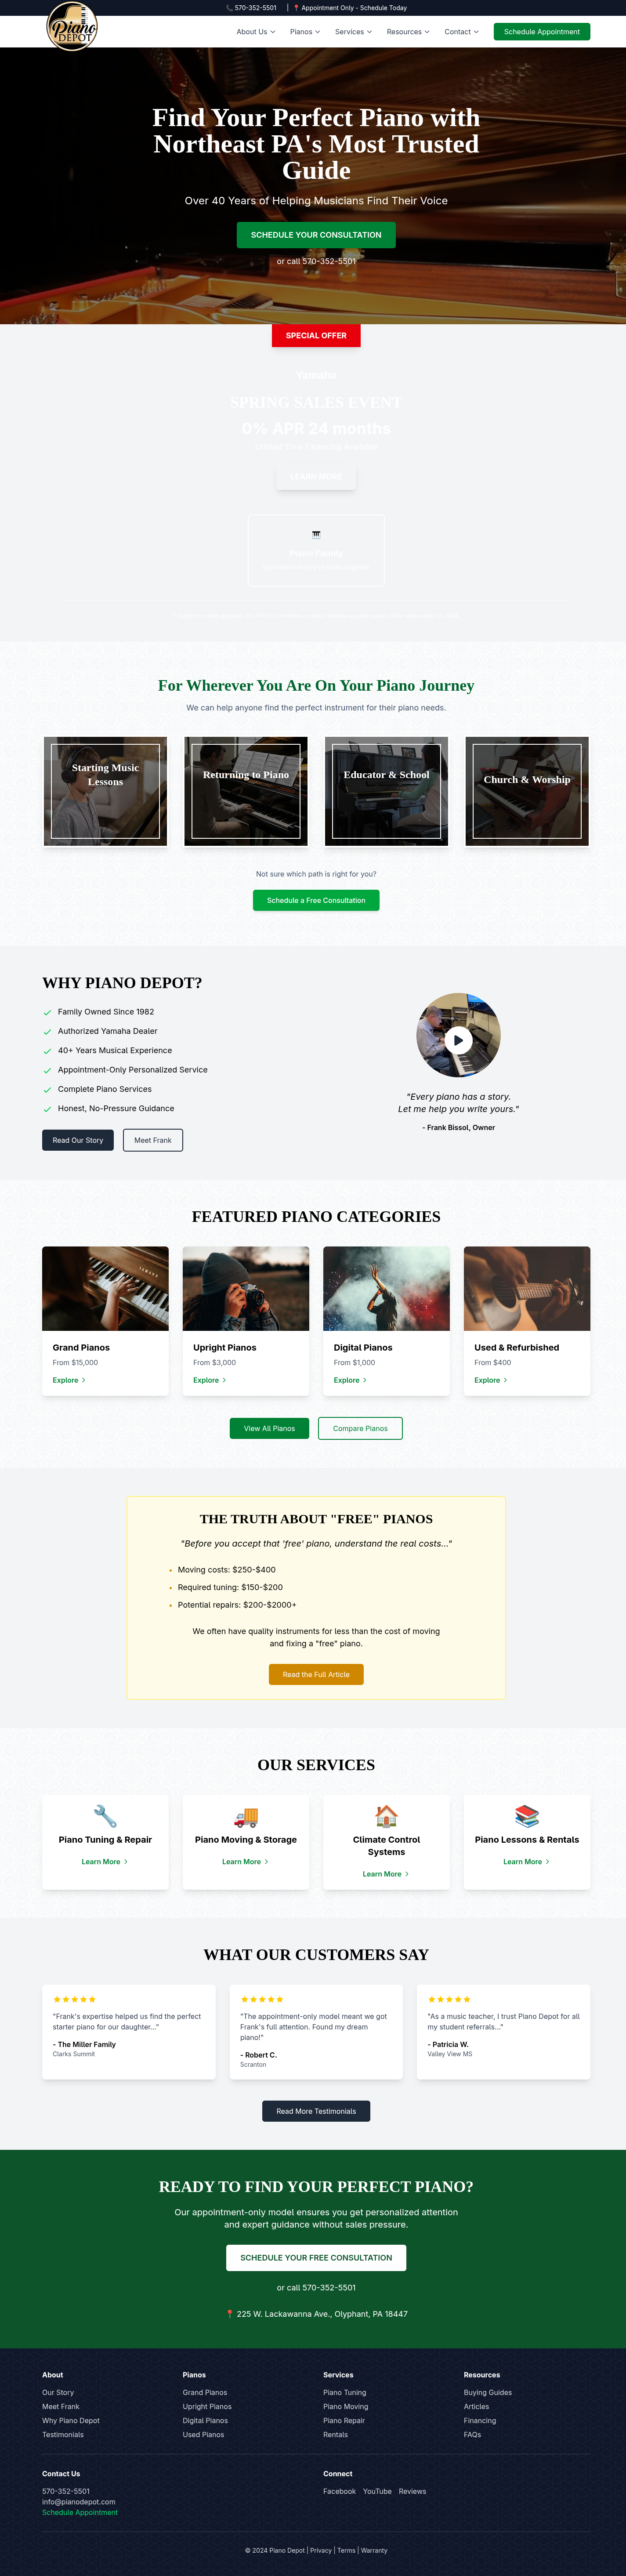 📞 570-352-5501 | 📍 Appointment Only - Schedule Today
Piano
DEPOT
About Us
Pianos
Services
Resources
Contact
Schedule Appointment
Find Your Perfect Piano with
Northeast PA's Most Trusted
Guide
Over 40 Years of Helping Musicians Find Their Voice
SCHEDULE YOUR CONSULTATION
or call 570-352-5501
SPECIAL OFFER
Yamaha
SPRING SALES EVENT
0% APR 24 months
LEARN MORE
For Wherever You Are On Your Piano Journey
We can help anyone find the perfect instrument for their piano needs.
Starting Music
Lessons
Returning to Piano
Educator & School
Church & Worship
Not sure which path is right for you?
Schedule a Free Consultation
WHY PIANO DEPOT?
Family Owned Since 1982
Authorized Yamaha Dealer
40+ Years Musical Experience
Appointment-Only Personalized Service
Complete Piano Services
Honest, No-Pressure Guidance
Read Our Story
Meet Frank
"Every piano has a story.
Let me help you write yours."
- Frank Bissol, Owner
FEATURED PIANO CATEGORIES
YAMAHA
Grand Pianos
From $15,000
Explore
Upright Pianos
From $3,000
Explore
Digital Pianos
From $1,000
Explore
Used & Refurbished
From $400
Explore
View All Pianos
Compare Pianos
THE TRUTH ABOUT "FREE" PIANOS
"Before you accept that 'free' piano, understand the real costs..."
• Moving costs: $250-$400
• Required tuning: $150-$200
• Potential repairs: $200-$2000+
We often have quality instruments for less than the cost of moving
and fixing a "free" piano.
Read the Full Article
OUR SERVICES
Piano Tuning & Repair
Learn More
Piano Moving & Storage
Learn More
Climate Control
Systems
Learn More
Piano Lessons & Rentals
Learn More
WHAT OUR CUSTOMERS SAY
"Frank's expertise helped us find the perfect
starter piano for our daughter..."
- The Miller Family
Clarks Summit
"The appointment-only model meant we got
Frank's full attention. Found my dream
piano!"
- Robert C.
Scranton
"As a music teacher, I trust Piano Depot for all
my student referrals..."
- Patricia W.
Valley View MS
Read More Testimonials
READY TO FIND YOUR PERFECT PIANO?
Our appointment-only model ensures you get personalized attention
and expert guidance without sales pressure.
SCHEDULE YOUR FREE CONSULTATION
or call 570-352-5501
📍 225 W. Lackawanna Ave., Olyphant, PA 18447
About
Our Story
Meet Frank
Why Piano Depot
Testimonials
Pianos
Grand Pianos
Upright Pianos
Digital Pianos
Used Pianos
Services
Piano Tuning
Piano Moving
Piano Repair
Rentals
Resources
Buying Guides
Articles
Financing
FAQs
Contact Us
570-352-5501
info@pianodepot.com
Schedule Appointment
Connect
Facebook YouTube Reviews
© 2024 Piano Depot | Privacy | Terms | Warranty